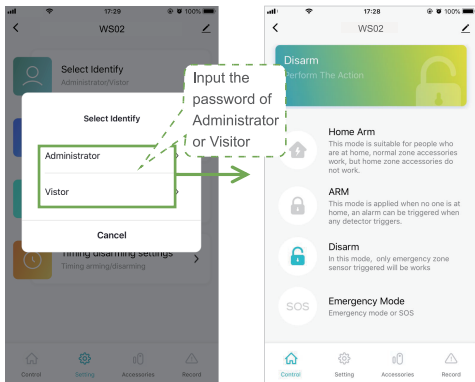 17:29
100%
WS02
Select Identify
Administrator/Vistor
Select Identify
Administrator
Vistor
Cancel
Timing disarming settings
Timing arming/disarming
Control
Setting
Accessories
Record
Input the
password of
Administrator
or Visitor
17:28
100%
WS02
Disarm
Perform The Action
Home Arm
This mode is suitable for people who
are at home, normal zone accessories
work, but home zone accessories do
not work.
ARM
This mode is applied when no one is at
home, an alarm can be triggered when
any detector triggers.
Disarm
In this mode, only emergency zone
sensor triggered will be works
SOS
Emergency Mode
Emergency mode or SOS
Control
Setting
Accessories
Record